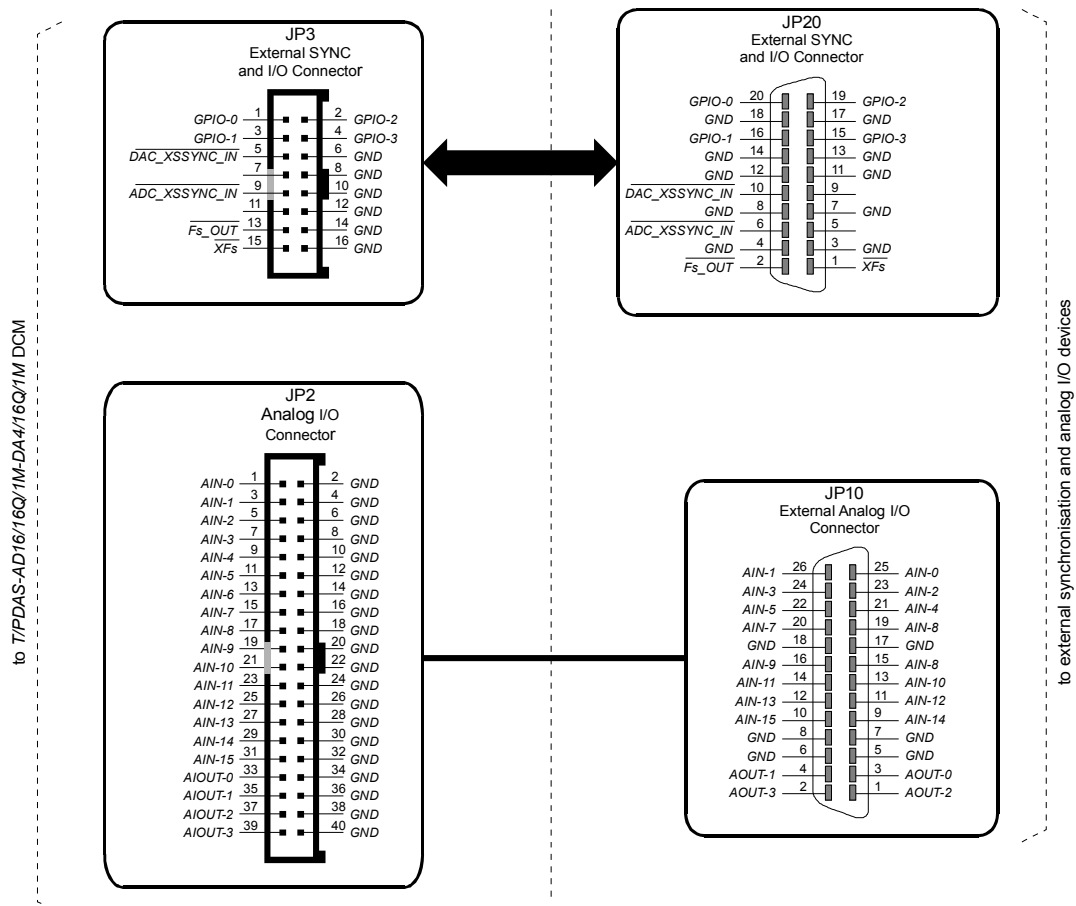 to T/PDAS-AD16/16Q/1M-DA4/16Q/1M DCM
JP3
External SYNC
and I/O Connector
GPIO-0 1 2 GPIO-2
GPIO-1 3 4 GPIO-3
DAC_XSSYNC_IN 5 6 GND
7 8 GND
ADC_XSSYNC_IN 9 10 GND
11 12 GND
Fs_OUT 13 14 GND
XFs 15 16 GND
JP20
External SYNC
and I/O Connector
GPIO-0 20 19 GPIO-2
GND 18 17 GND
GPIO-1 16 15 GPIO-3
GND 14 13 GND
GND 12 11 GND
DAC_XSSYNC_IN 10 9
GND 8 7 GND
ADC_XSSYNC_IN 6 5
GND 4 3 GND
Fs_OUT 2 1 XFs
JP2
Analog I/O
Connector
AIN-0 1 2 GND
AIN-1 3 4 GND
AIN-2 5 6 GND
AIN-3 7 8 GND
AIN-4 9 10 GND
AIN-5 11 12 GND
AIN-6 13 14 GND
AIN-7 15 16 GND
AIN-8 17 18 GND
AIN-9 19 20 GND
AIN-10 21 22 GND
AIN-11 23 24 GND
AIN-12 25 26 GND
AIN-13 27 28 GND
AIN-14 29 30 GND
AIN-15 31 32 GND
AIOUT-0 33 34 GND
AIOUT-1 35 36 GND
AIOUT-2 37 38 GND
AIOUT-3 39 40 GND
JP10
External Analog I/O
Connector
AIN-1 26 25 AIN-0
AIN-3 24 23 AIN-2
AIN-5 22 21 AIN-4
AIN-7 20 19 AIN-8
GND 18 17 GND
AIN-9 16 15 AIN-8
AIN-11 14 13 AIN-10
AIN-13 12 11 AIN-12
AIN-15 10 9 AIN-14
GND 8 7 GND
GND 6 5 GND
AOUT-1 4 3 AOUT-0
AOUT-3 2 1 AOUT-2
to external synchronisation and analog I/O devices